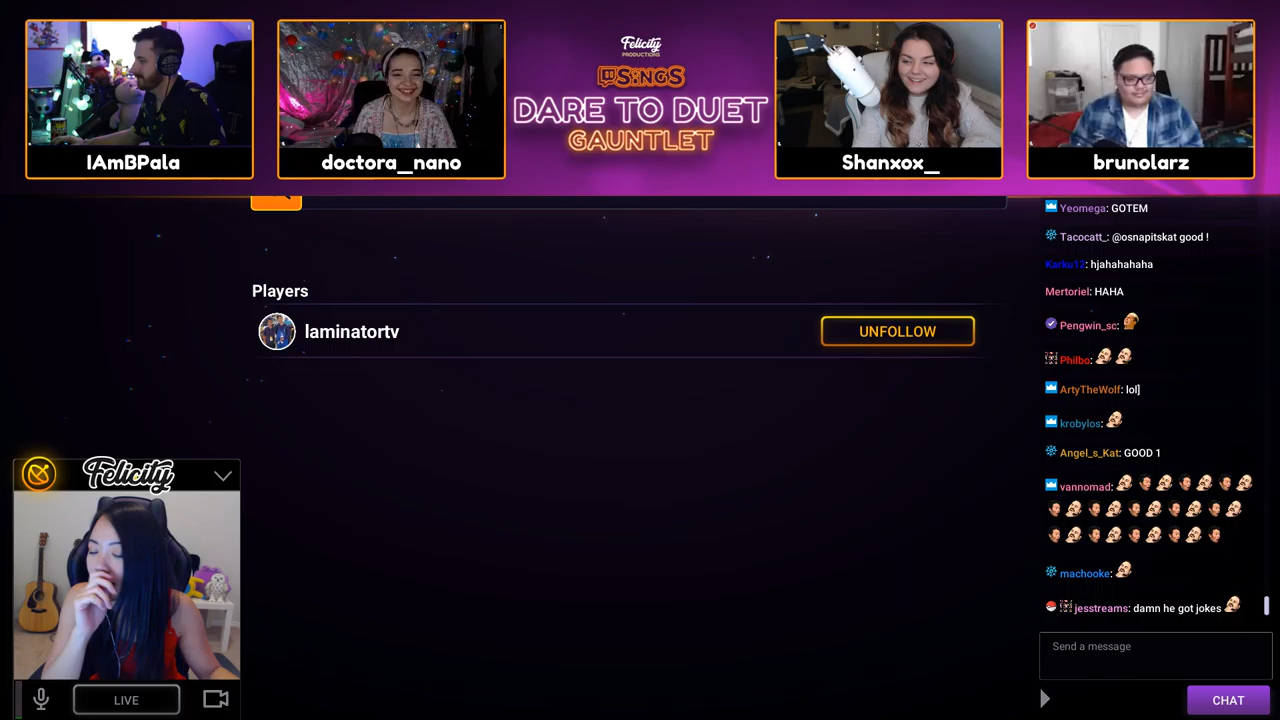 IAmBPala
doctora__nano
Felicity
PRODUCTIONS
SINGS
DARE TO DUET
GAUNTLET
Shanxox_
brunolarz
Players
laminatortv
UNFOLLOW
Felicity
LIVE
Yeomega: GOTEM
Tacocatt_: @osnapitskat good !
Karku12: hjahahahaha
Mertoriel: HAHA
Pengwin_sc:
Philbo:
ArtyTheWolf: lol]
krobylos:
Angel_s_Kat: GOOD 1
vannomad:
machooke:
jesstreams: damn he got jokes
Send a message
CHAT